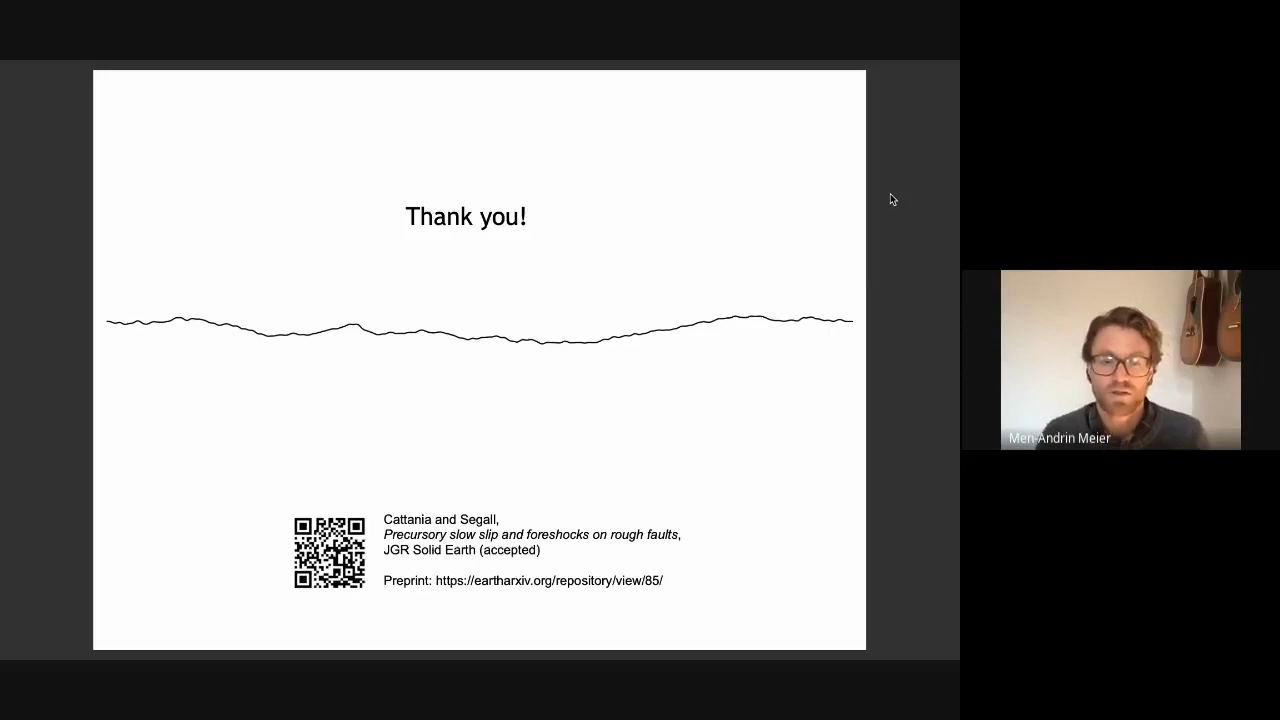 Thank you!
Cattania and Segall,
Precursory slow slip and foreshocks on rough faults,
JGR Solid Earth (accepted)
Preprint: https://eartharxiv.org/repository/view/85/
Men-Andrin Meier